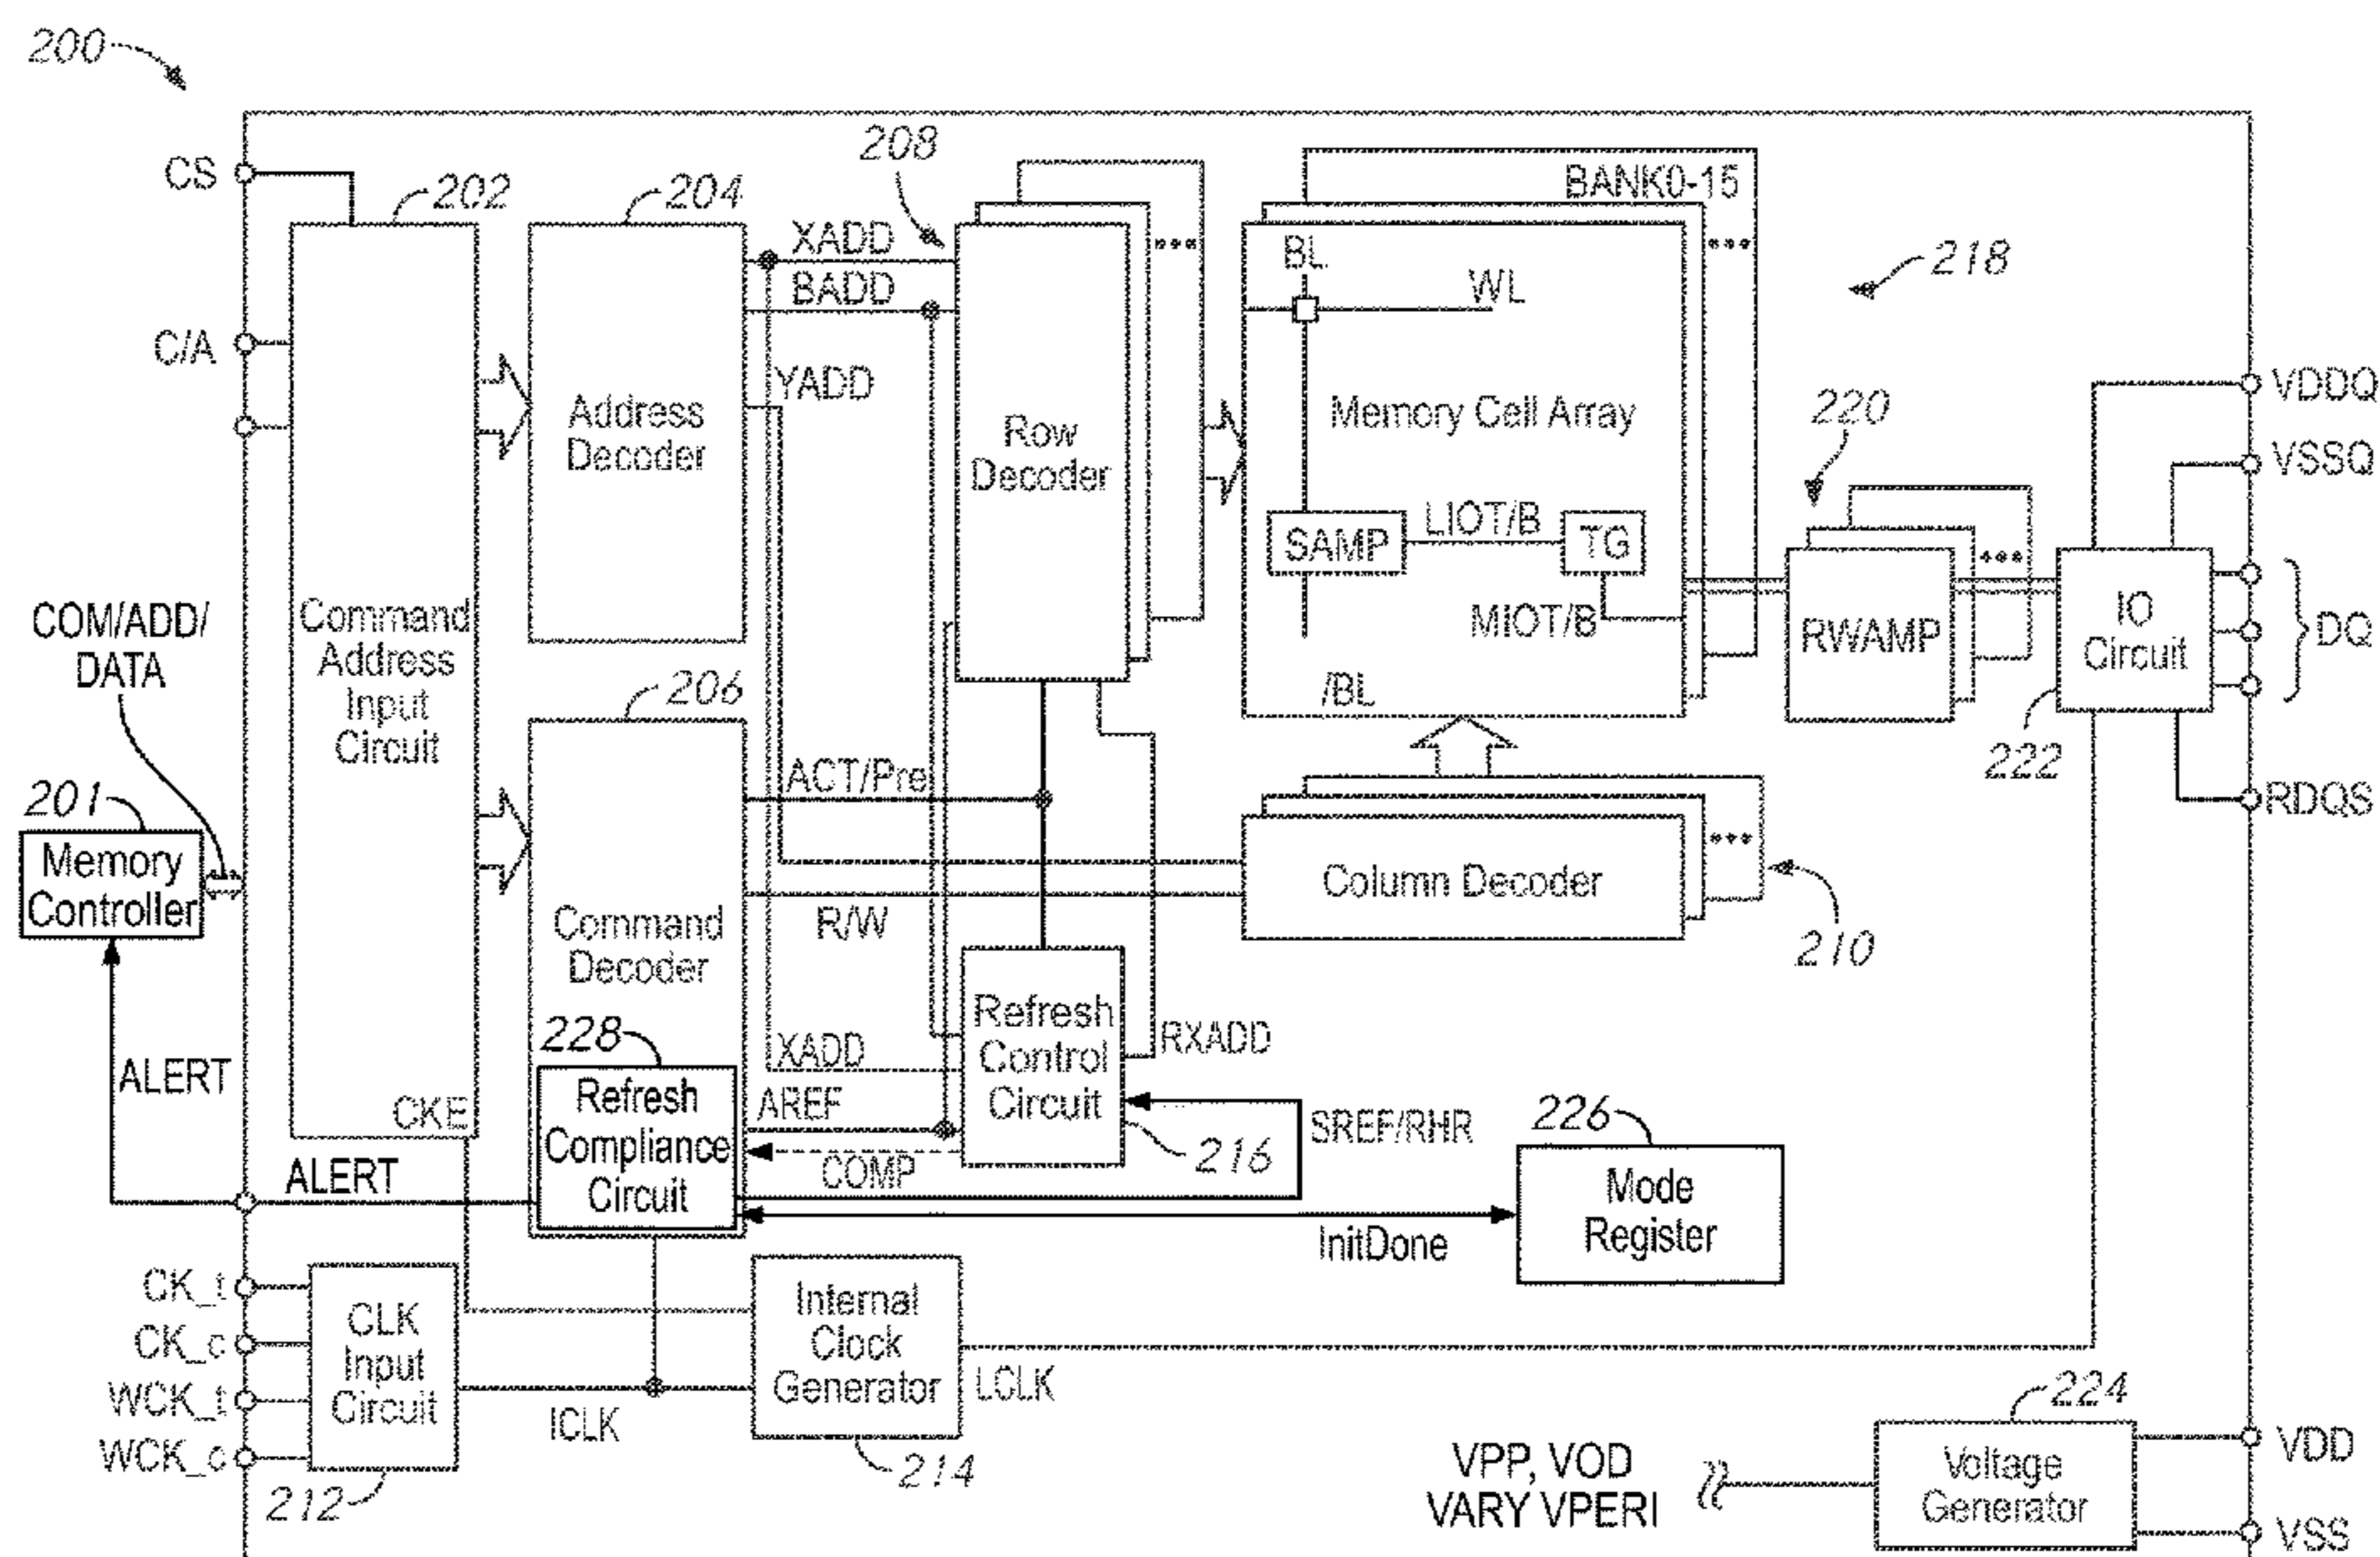 200
CS
202
204
208
BANK0-15
XADD
BL
218
BADD
WL
C/A
VDDQ
YADD
Address
Decoder
Row
Decoder
Memory Cell Array
220
VSSQ
SAMP
LIOT/B
TG
COM/ADD/
DATA
Command
Address
Input
Circuit
MIOT/B
RWAMP
IO
Circuit
DQ
206
/BL
222
ACT/Pre
201
RDQS
Memory
Controller
Column Decoder
Command
Decoder
R/W
210
228
XADD
Refresh
Control
Circuit
RXADD
ALERT
CKE
Refresh
Compliance
Circuit
AREF
SREF/RHR
226
COMP
216
ALERT
Mode
Register
InitDone
CK_t
CK_c
WCK_t
WCK_c
CLK
Input
Circuit
Internal
Clock
Generator
LCLK
ICLK
212
214
224
VPP, VOD
VARY VPERI
Voltage
Generator
VDD
VSS